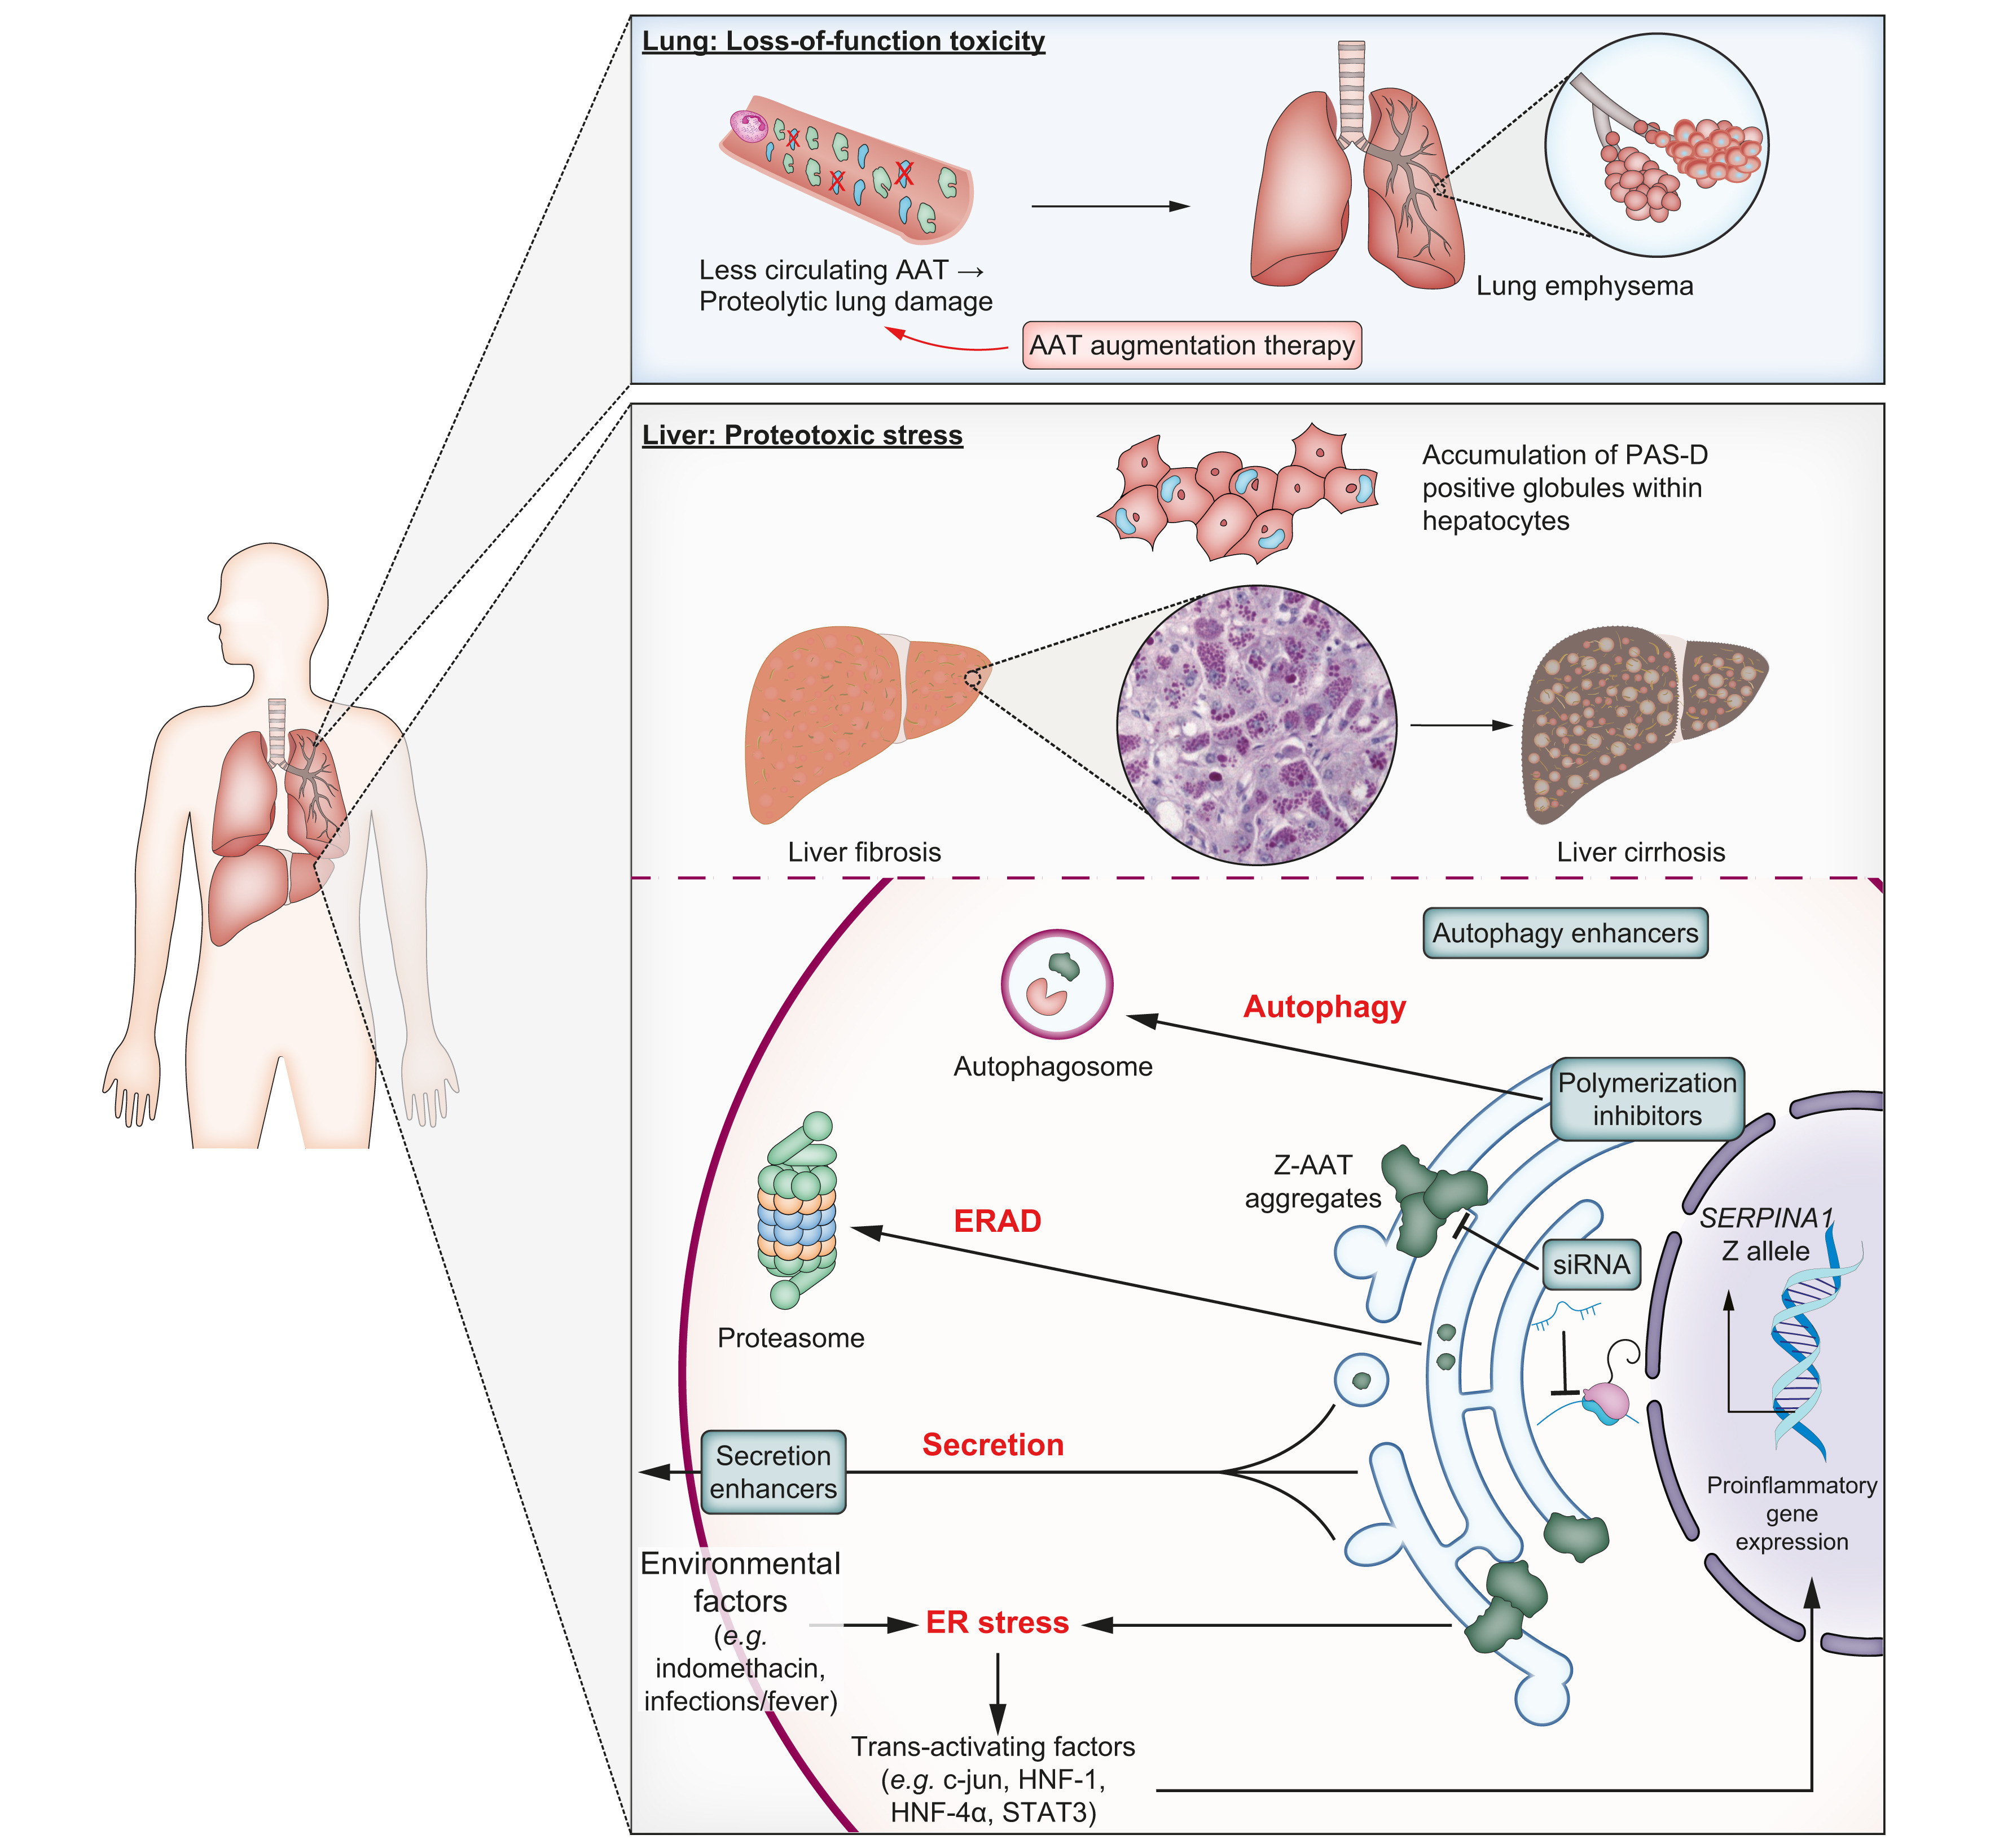 Lung: Loss-of-function toxicity
Less circulating AAT →
Proteolytic lung damage
Lung emphysema
AAT augmentation therapy
Liver: Proteotoxic stress
Accumulation of PAS-D
positive globules within
hepatocytes
Liver fibrosis
Liver cirrhosis
Autophagy enhancers
Autophagy
Autophagosome
Polymerization
inhibitors
Z-AAT
aggregates
ERAD
SERPINA1
Z allele
siRNA
Proteasome
Secretion
Secretion
enhancers
Proinflammatory
gene
expression
Environmental
factors
(e.g.
indomethacin,
infections/fever)
ER stress
Trans-activating factors
(e.g. c-jun, HNF-1,
HNF-4α, STAT3)